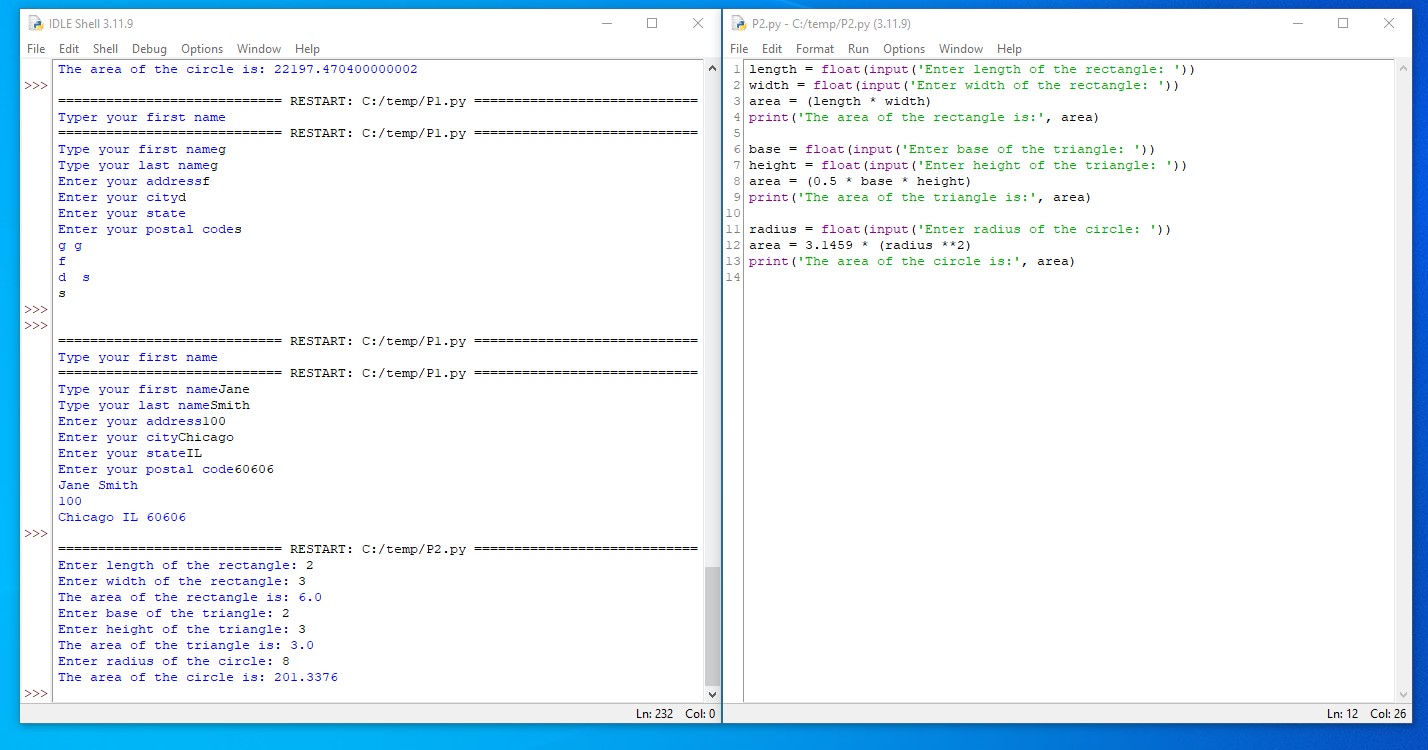 IDLE Shell 3.11.9
File Edit Shell Debug Options Window Help
The area of the circle is: 22197.470400000002
>>>
============================ RESTART: C:/temp/P1.py ============================
Typer your first name
============================ RESTART: C:/temp/P1.py ============================
Type your first nameg
Type your last nameg
Enter your addressf
Enter your cityd
Enter your state
Enter your postal codes
g g
f
d  s
s
>>>
>>>
============================ RESTART: C:/temp/P1.py ============================
Type your first name
============================ RESTART: C:/temp/P1.py ============================
Type your first nameJane
Type your last nameSmith
Enter your address100
Enter your cityChicago
Enter your stateIL
Enter your postal code60606
Jane Smith
100
Chicago IL 60606
>>>
============================ RESTART: C:/temp/P2.py ============================
Enter length of the rectangle: 2
Enter width of the rectangle: 3
The area of the rectangle is: 6.0
Enter base of the triangle: 2
Enter height of the triangle: 3
The area of the triangle is: 3.0
Enter radius of the circle: 8
The area of the circle is: 201.3376
>>>
Ln: 232 Col: 0
P2.py - C:/temp/P2.py (3.11.9)
File Edit Format Run Options Window Help
1 length = float(input('Enter length of the rectangle: '))
2 width = float(input('Enter width of the rectangle: '))
3 area = (length * width)
4 print('The area of the rectangle is:', area)
5
6 base = float(input('Enter base of the triangle: '))
7 height = float(input('Enter height of the triangle: '))
8 area = (0.5 * base * height)
9 print('The area of the triangle is:', area)
10
11 radius = float(input('Enter radius of the circle: '))
12 area = 3.1459 * (radius **2)
13 print('The area of the circle is:', area)
14
Ln: 12 Col: 26